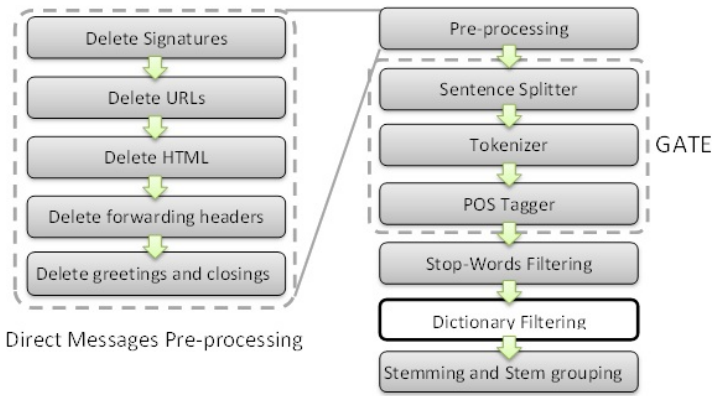 Delete Signatures
Delete URLs
Delete HTML
Delete forwarding headers
Delete greetings and closings
Direct Messages Pre-processing
Pre-processing
Sentence Splitter
Tokenizer
POS Tagger
GATE
Stop-Words Filtering
Dictionary Filtering
Stemming and Stem grouping